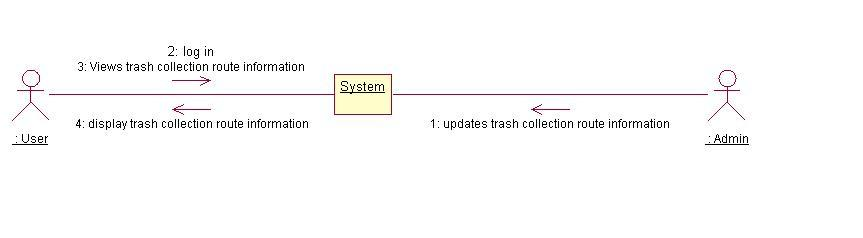 2: log in
3: Views trash collection route information
System
4: display trash collection route information
1: updates trash collection route information
: User
: Admin